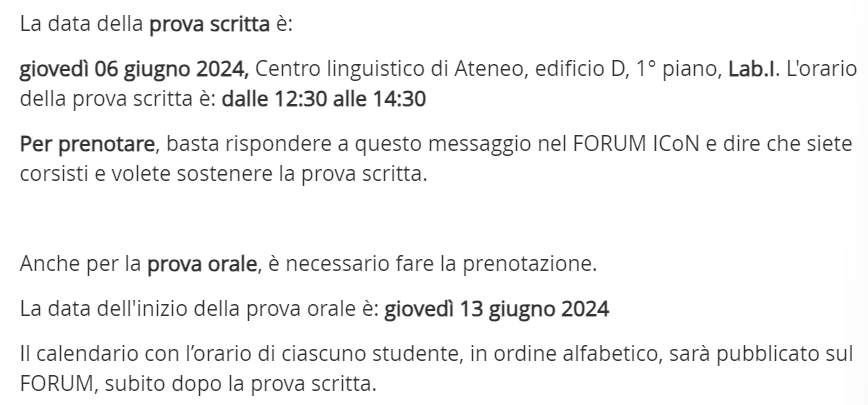 La data della prova scritta è:
giovedì 06 giugno 2024, Centro linguistico di Ateneo, edificio D, 1° piano, Lab.I. L'orario
della prova scritta è: dalle 12:30 alle 14:30
Per prenotare, basta rispondere a questo messaggio nel FORUM ICoN e dire che siete
corsisti e volete sostenere la prova scritta.
Anche per la prova orale, è necessario fare la prenotazione.
La data dell'inizio della prova orale è: giovedì 13 giugno 2024
Il calendario con l’orario di ciascuno studente, in ordine alfabetico, sarà pubblicato sul
FORUM, subito dopo la prova scritta.